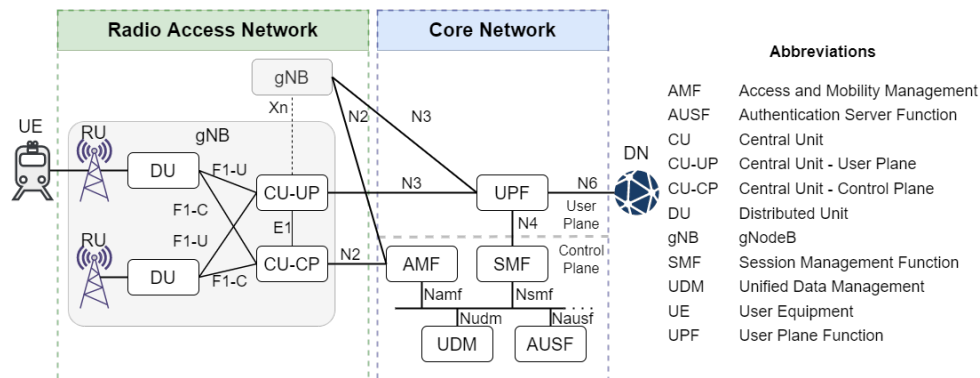 Radio Access Network
Core Network
Abbreviations
gNB
Xn
N2
N3
UE
RU
gNB
DU
F1-U
F1-C
CU-UP
N3
UPF
N6
DN
User
Plane
E1
N4
F1-U
RU
DU
F1-C
CU-CP
N2
AMF
SMF
Control
Plane
Namf
Nsmf
Nudm
Nausf
UDM
AUSF
AMF Access and Mobility Management
AUSF Authentication Server Function
CU Central Unit
CU-UP Central Unit - User Plane
CU-CP Central Unit - Control Plane
DU Distributed Unit
gNB gNodeB
SMF Session Management Function
UDM Unified Data Management
UE User Equipment
UPF User Plane Function